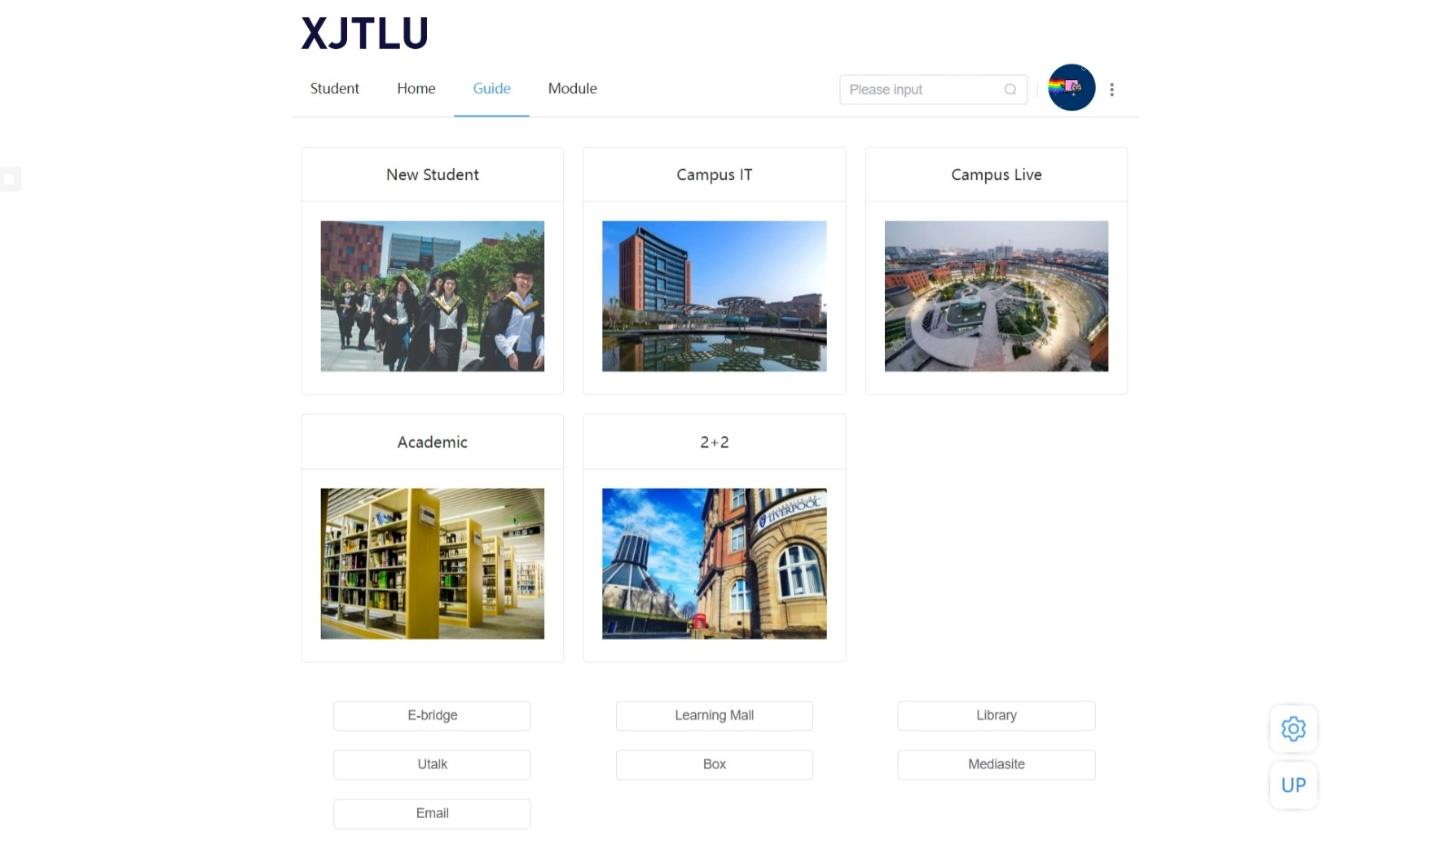 XJTLU
Student Home Guide Module
Please input
New Student
Campus IT
Campus Live
Academic
2+2
LIVERPOOL
E-bridge
Learning Mall
Library
Utalk
Box
Mediasite
Email
UP